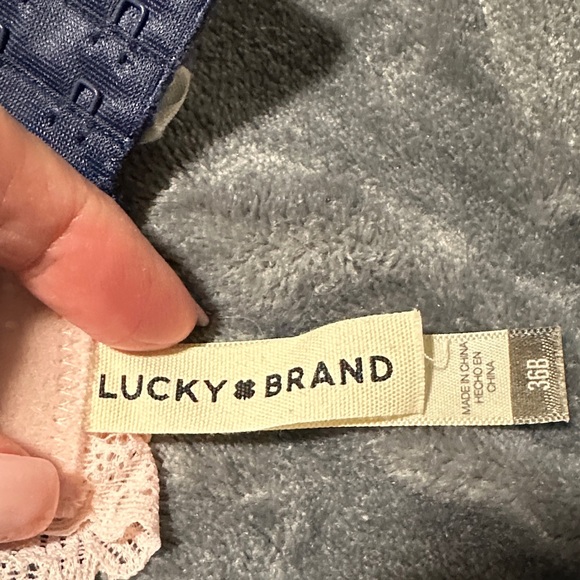 LUCKY BRAND
MADE IN CHINA
HECHO EN
CHINA
36B